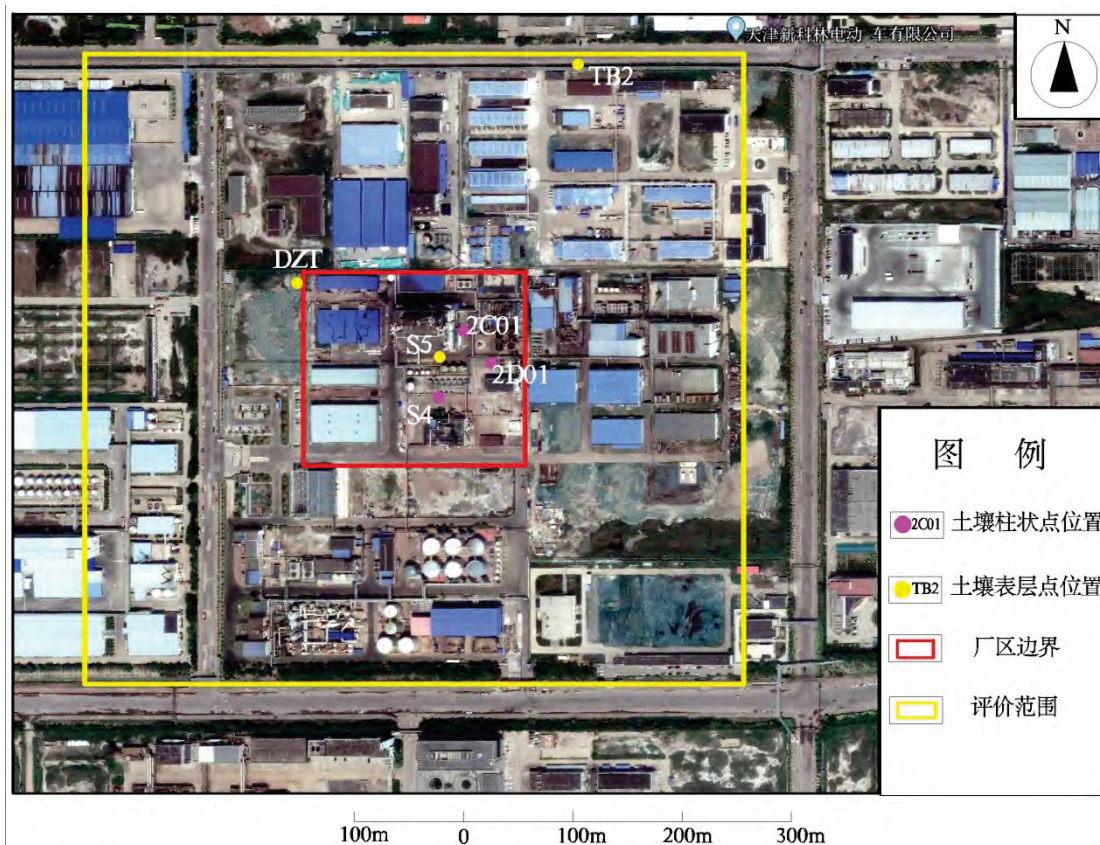 天津新科林电动 车有限公司
N
TB2
DZT
2C01
S5
2D01
S4
图 例
2C01 土壤柱状点位置
TB2 土壤表层点位置
厂区边界
评价范围
100m 0 100m 200m 300m